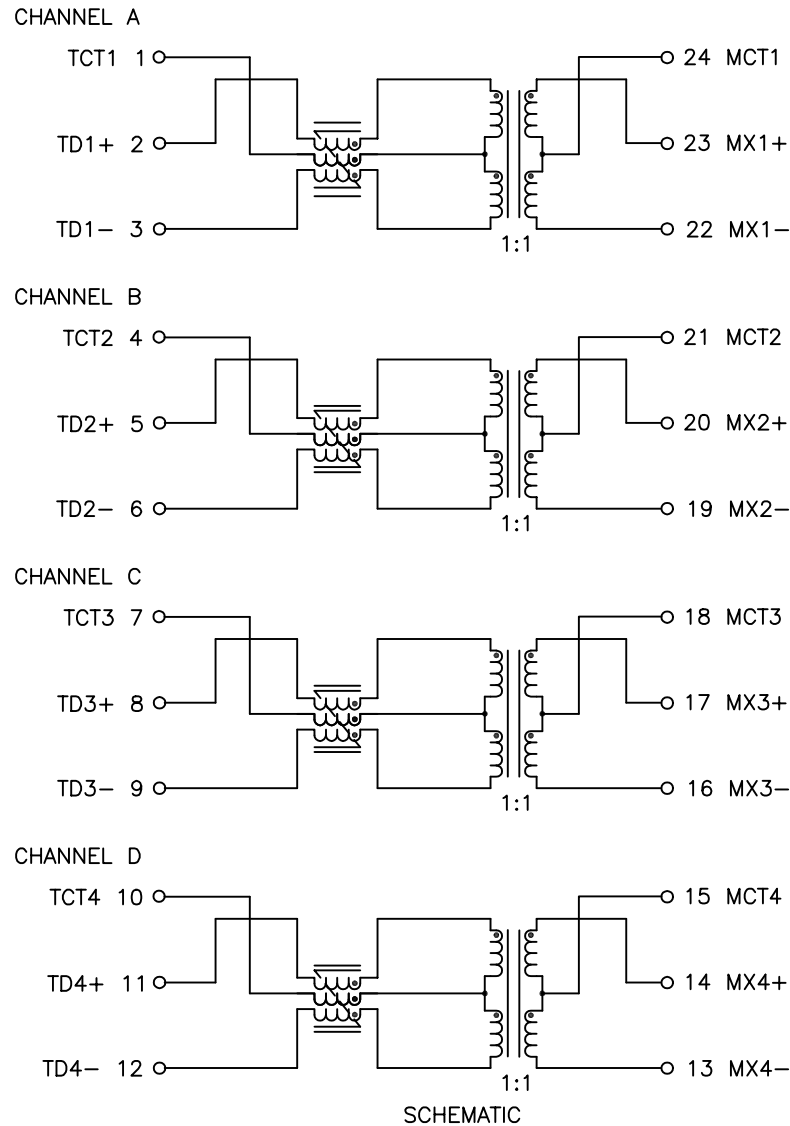 CHANNEL A
TCT1 1 24 MCT1
TD1+ 2 23 MX1+
TD1− 3 22 MX1−
1:1
CHANNEL B
TCT2 4 21 MCT2
TD2+ 5 20 MX2+
TD2− 6 19 MX2−
1:1
CHANNEL C
TCT3 7 18 MCT3
TD3+ 8 17 MX3+
TD3− 9 16 MX3−
1:1
CHANNEL D
TCT4 10 15 MCT4
TD4+ 11 14 MX4+
TD4− 12 13 MX4−
1:1
SCHEMATIC